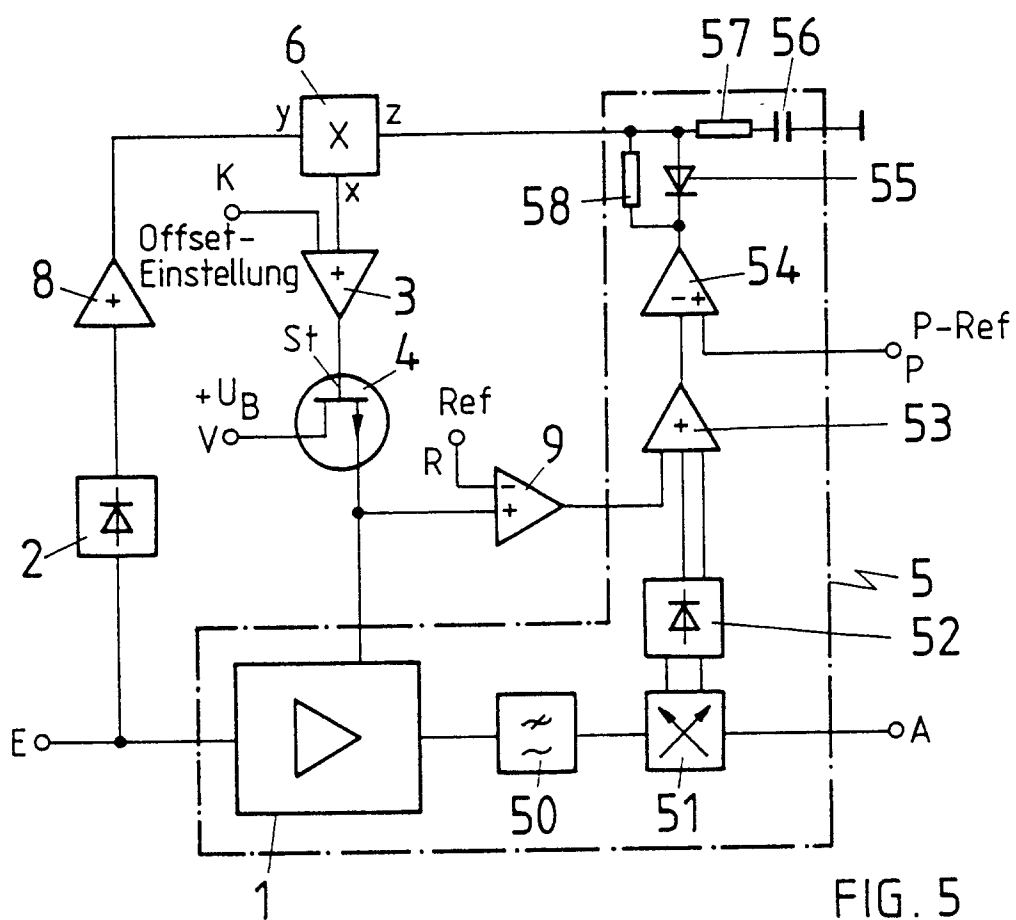 57 56
6
y
X
z
x
K
Offset-
Einstellung
58
55
8
+
+
3
54
- +
P-Ref
P
St
4
+UB
V
Ref
R
9
-
+
+
53
2
5
52
E
A
50
51
1
FIG. 5